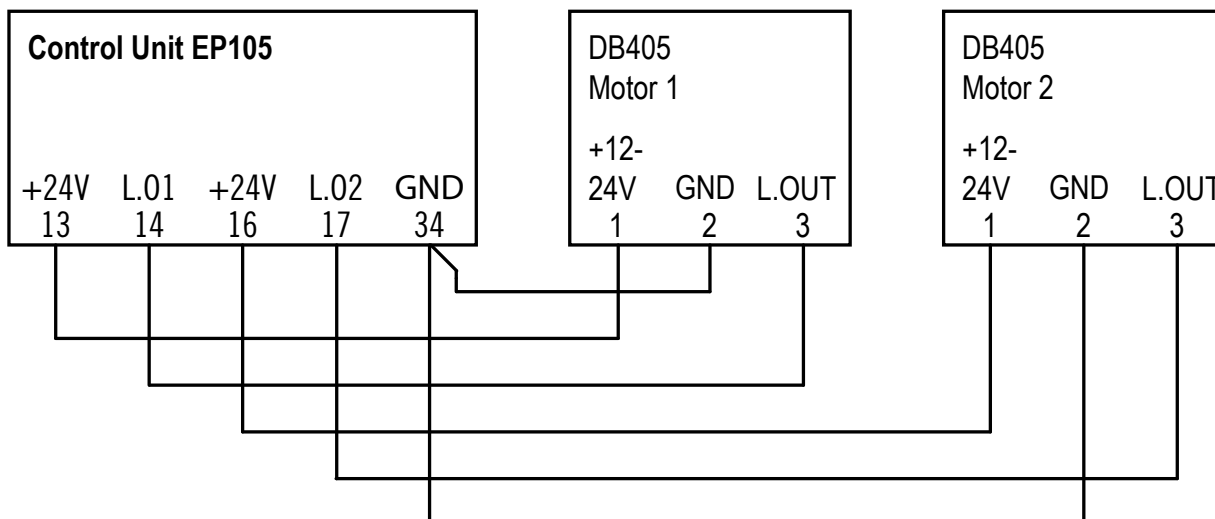 Control Unit EP105
+24V L.01 +24V L.02 GND
13 14 16 17 34
DB405
Motor 1
+12-
24V GND L.OUT
1 2 3
DB405
Motor 2
+12-
24V GND L.OUT
1 2 3